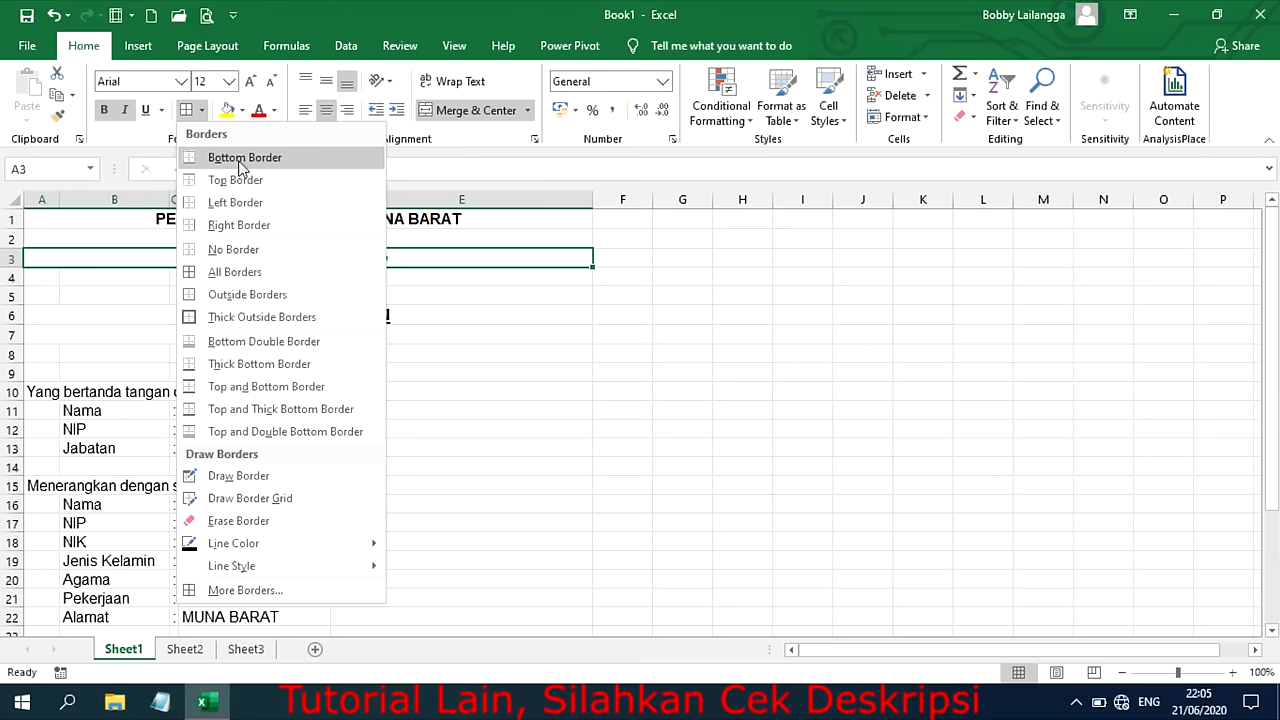 Book1 - Excel
Bobby Lailangga
File Home Insert Page Layout Formulas Data Review View Help Power Pivot Tell me what you want to do Share
Paste
Clipboard
Arial 12
B I U
Wrap Text
Merge & Center
Alignment
General
Number
Conditional Formatting
Format as Table
Cell Styles
Styles
Insert
Delete
Format
Cells
Sort & Filter
Find & Select
Editing
Sensitivity
Sensitivity
Automate Content
AnalysisPlace
A3
Borders
Bottom Border
Top Border
Left Border
Right Border
No Border
All Borders
Outside Borders
Thick Outside Borders
Bottom Double Border
Thick Bottom Border
Top and Bottom Border
Top and Thick Bottom Border
Top and Double Bottom Border
Draw Borders
Draw Border
Draw Border Grid
Erase Border
Line Color
Line Style
More Borders...
A B C E F G H I J K L M N O P
1 PE NA BARAT
2
3
4
5
6
7
8
9
10 Yang bertanda tangan
11 Nama :
12 NIP :
13 Jabatan :
14
15 Menerangkan dengan s
16 Nama :
17 NIP :
18 NIK :
19 Jenis Kelamin :
20 Agama :
21 Pekerjaan :
22 Alamat : MUNA BARAT
Sheet1 Sheet2 Sheet3
Ready
100%
Tutorial Lain, Silahkan Cek Deskripsi
ENG
22:05
21/06/2020